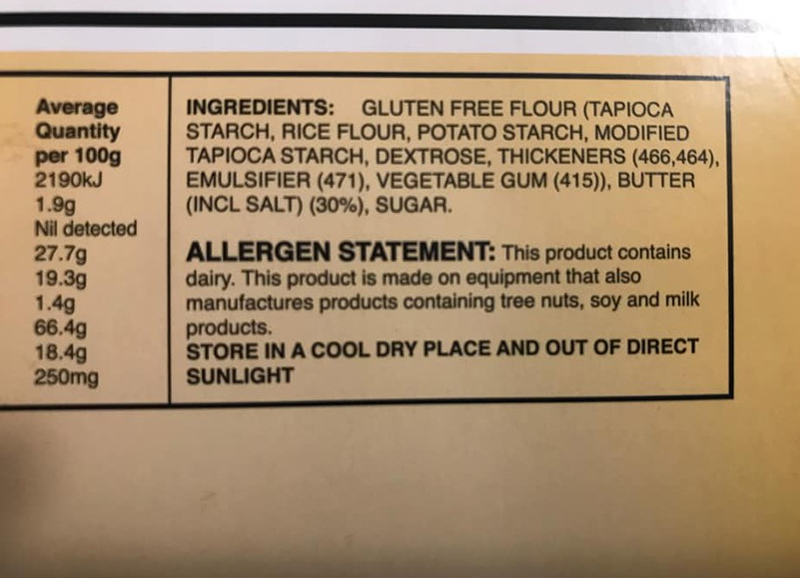 Average
Quantity
per 100g
2190kJ
1.9g
Nil detected
27.7g
19.3g
1.4g
66.4g
18.4g
250mg
INGREDIENTS: GLUTEN FREE FLOUR (TAPIOCA
STARCH, RICE FLOUR, POTATO STARCH, MODIFIED
TAPIOCA STARCH, DEXTROSE, THICKENERS (466,464),
EMULSIFIER (471), VEGETABLE GUM (415)), BUTTER
(INCL SALT) (30%), SUGAR.
ALLERGEN STATEMENT: This product contains
dairy. This product is made on equipment that also
manufactures products containing tree nuts, soy and milk
products.
STORE IN A COOL DRY PLACE AND OUT OF DIRECT
SUNLIGHT